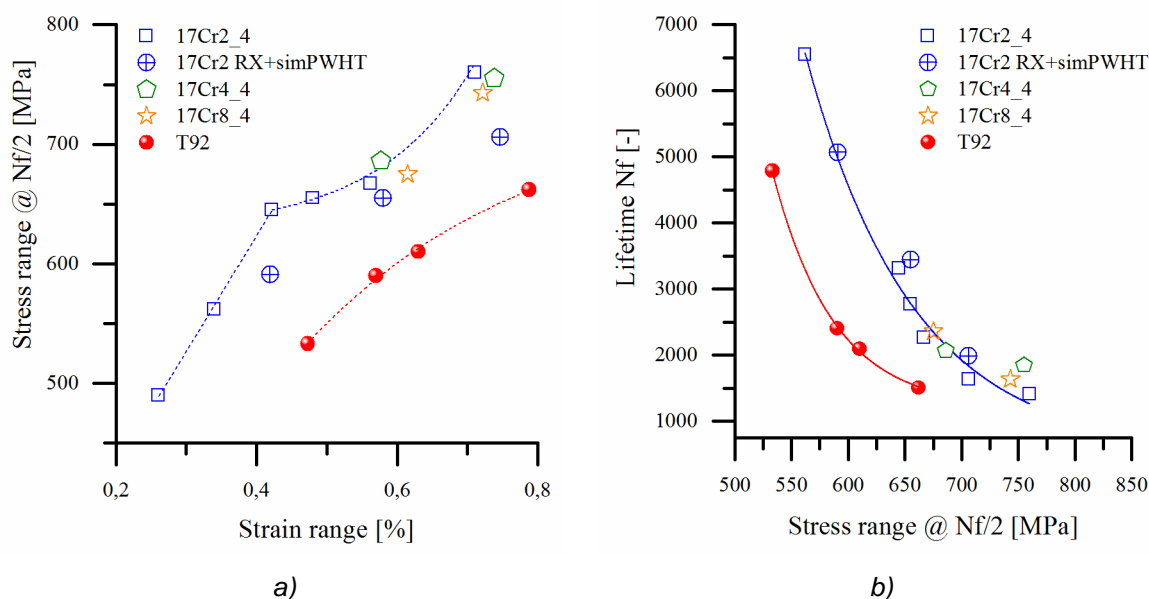 800
700
600
500
Stress range @ Nf/2 [MPa]
17Cr2_4
17Cr2 RX+simPWHT
17Cr4_4
17Cr8_4
T92
0,2
0,4
0,6
0,8
Strain range [%]
a)
7000
6000
5000
4000
3000
2000
1000
Lifetime Nf [-]
17Cr2_4
17Cr2 RX+simPWHT
17Cr4_4
17Cr8_4
T92
500
550
600
650
700
750
800
850
Stress range @ Nf/2 [MPa]
b)